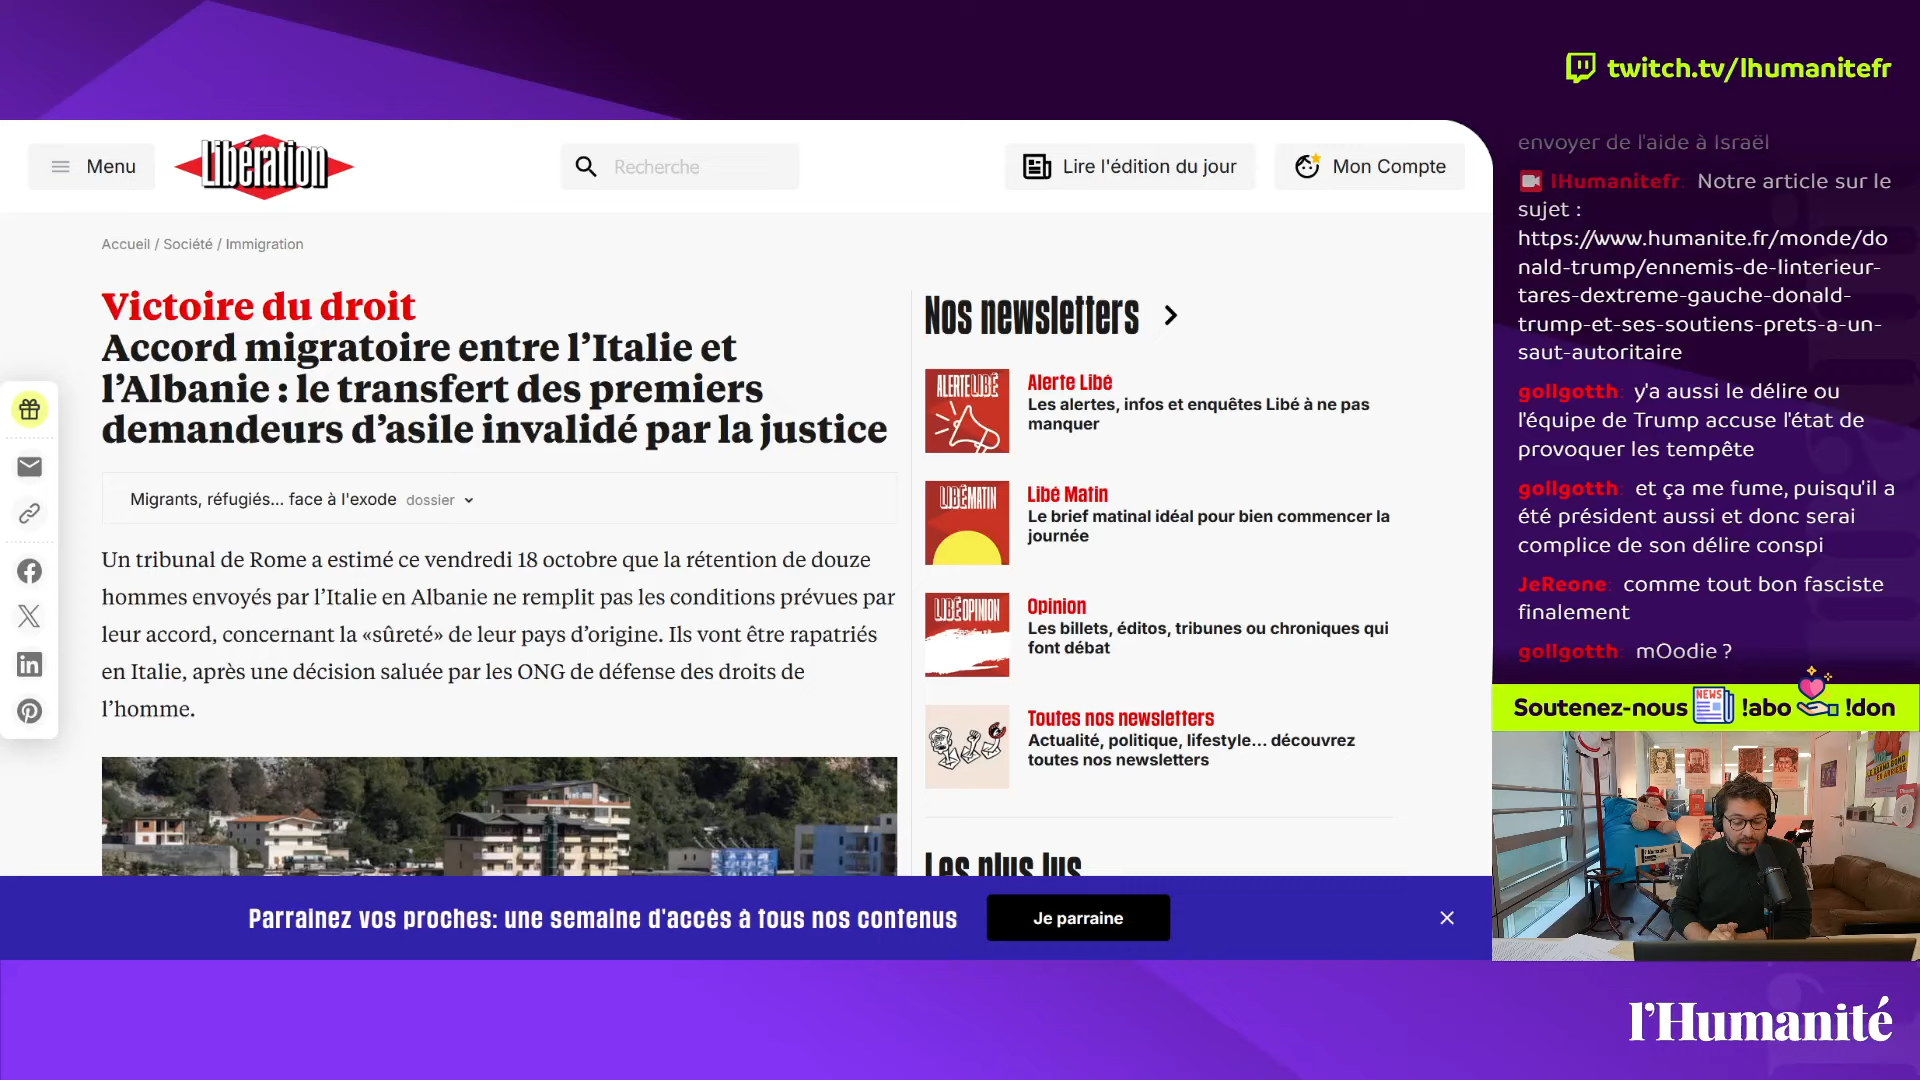 twitch.tv/lhumanitefr
Menu
Libération
Recherche
Lire l'édition du jour
Mon Compte
Accueil / Société / Immigration
Victoire du droit
Accord migratoire entre l’Italie et
l’Albanie : le transfert des premiers
demandeurs d’asile invalidé par la justice
Migrants, réfugiés... face à l'exode dossier
Un tribunal de Rome a estimé ce vendredi 18 octobre que la rétention de douze
hommes envoyés par l’Italie en Albanie ne remplit pas les conditions prévues par
leur accord, concernant la «sûreté» de leur pays d’origine. Ils vont être rapatriés
en Italie, après une décision saluée par les ONG de défense des droits de
l’homme.
Nos newsletters
ALERTE LIBÉ
Alerte Libé
Les alertes, infos et enquêtes Libé à ne pas
manquer
LIBÉ MATIN
Libé Matin
Le brief matinal idéal pour bien commencer la
journée
LIBÉ OPINION
Opinion
Les billets, éditos, tribunes ou chroniques qui
font débat
Toutes nos newsletters
Actualité, politique, lifestyle... découvrez
toutes nos newsletters
Les plus lus
Parrainez vos proches: une semaine d'accès à tous nos contenus
Je parraine
envoyer de l'aide à Israël
lHumanitefr: Notre article sur le
sujet :
https://www.humanite.fr/monde/do
nald-trump/ennemis-de-linterieur-
tares-dextreme-gauche-donald-
trump-et-ses-soutiens-prets-a-un-
saut-autoritaire
gollgotth: y'a aussi le délire ou
l'équipe de Trump accuse l'état de
provoquer les tempête
gollgotth: et ça me fume, puisqu'il a
été président aussi et donc serai
complice de son délire conspi
JeReone: comme tout bon fasciste
finalement
gollgotth: mOodie ?
Soutenez-nous NEWS !abo !don
l'Humanité